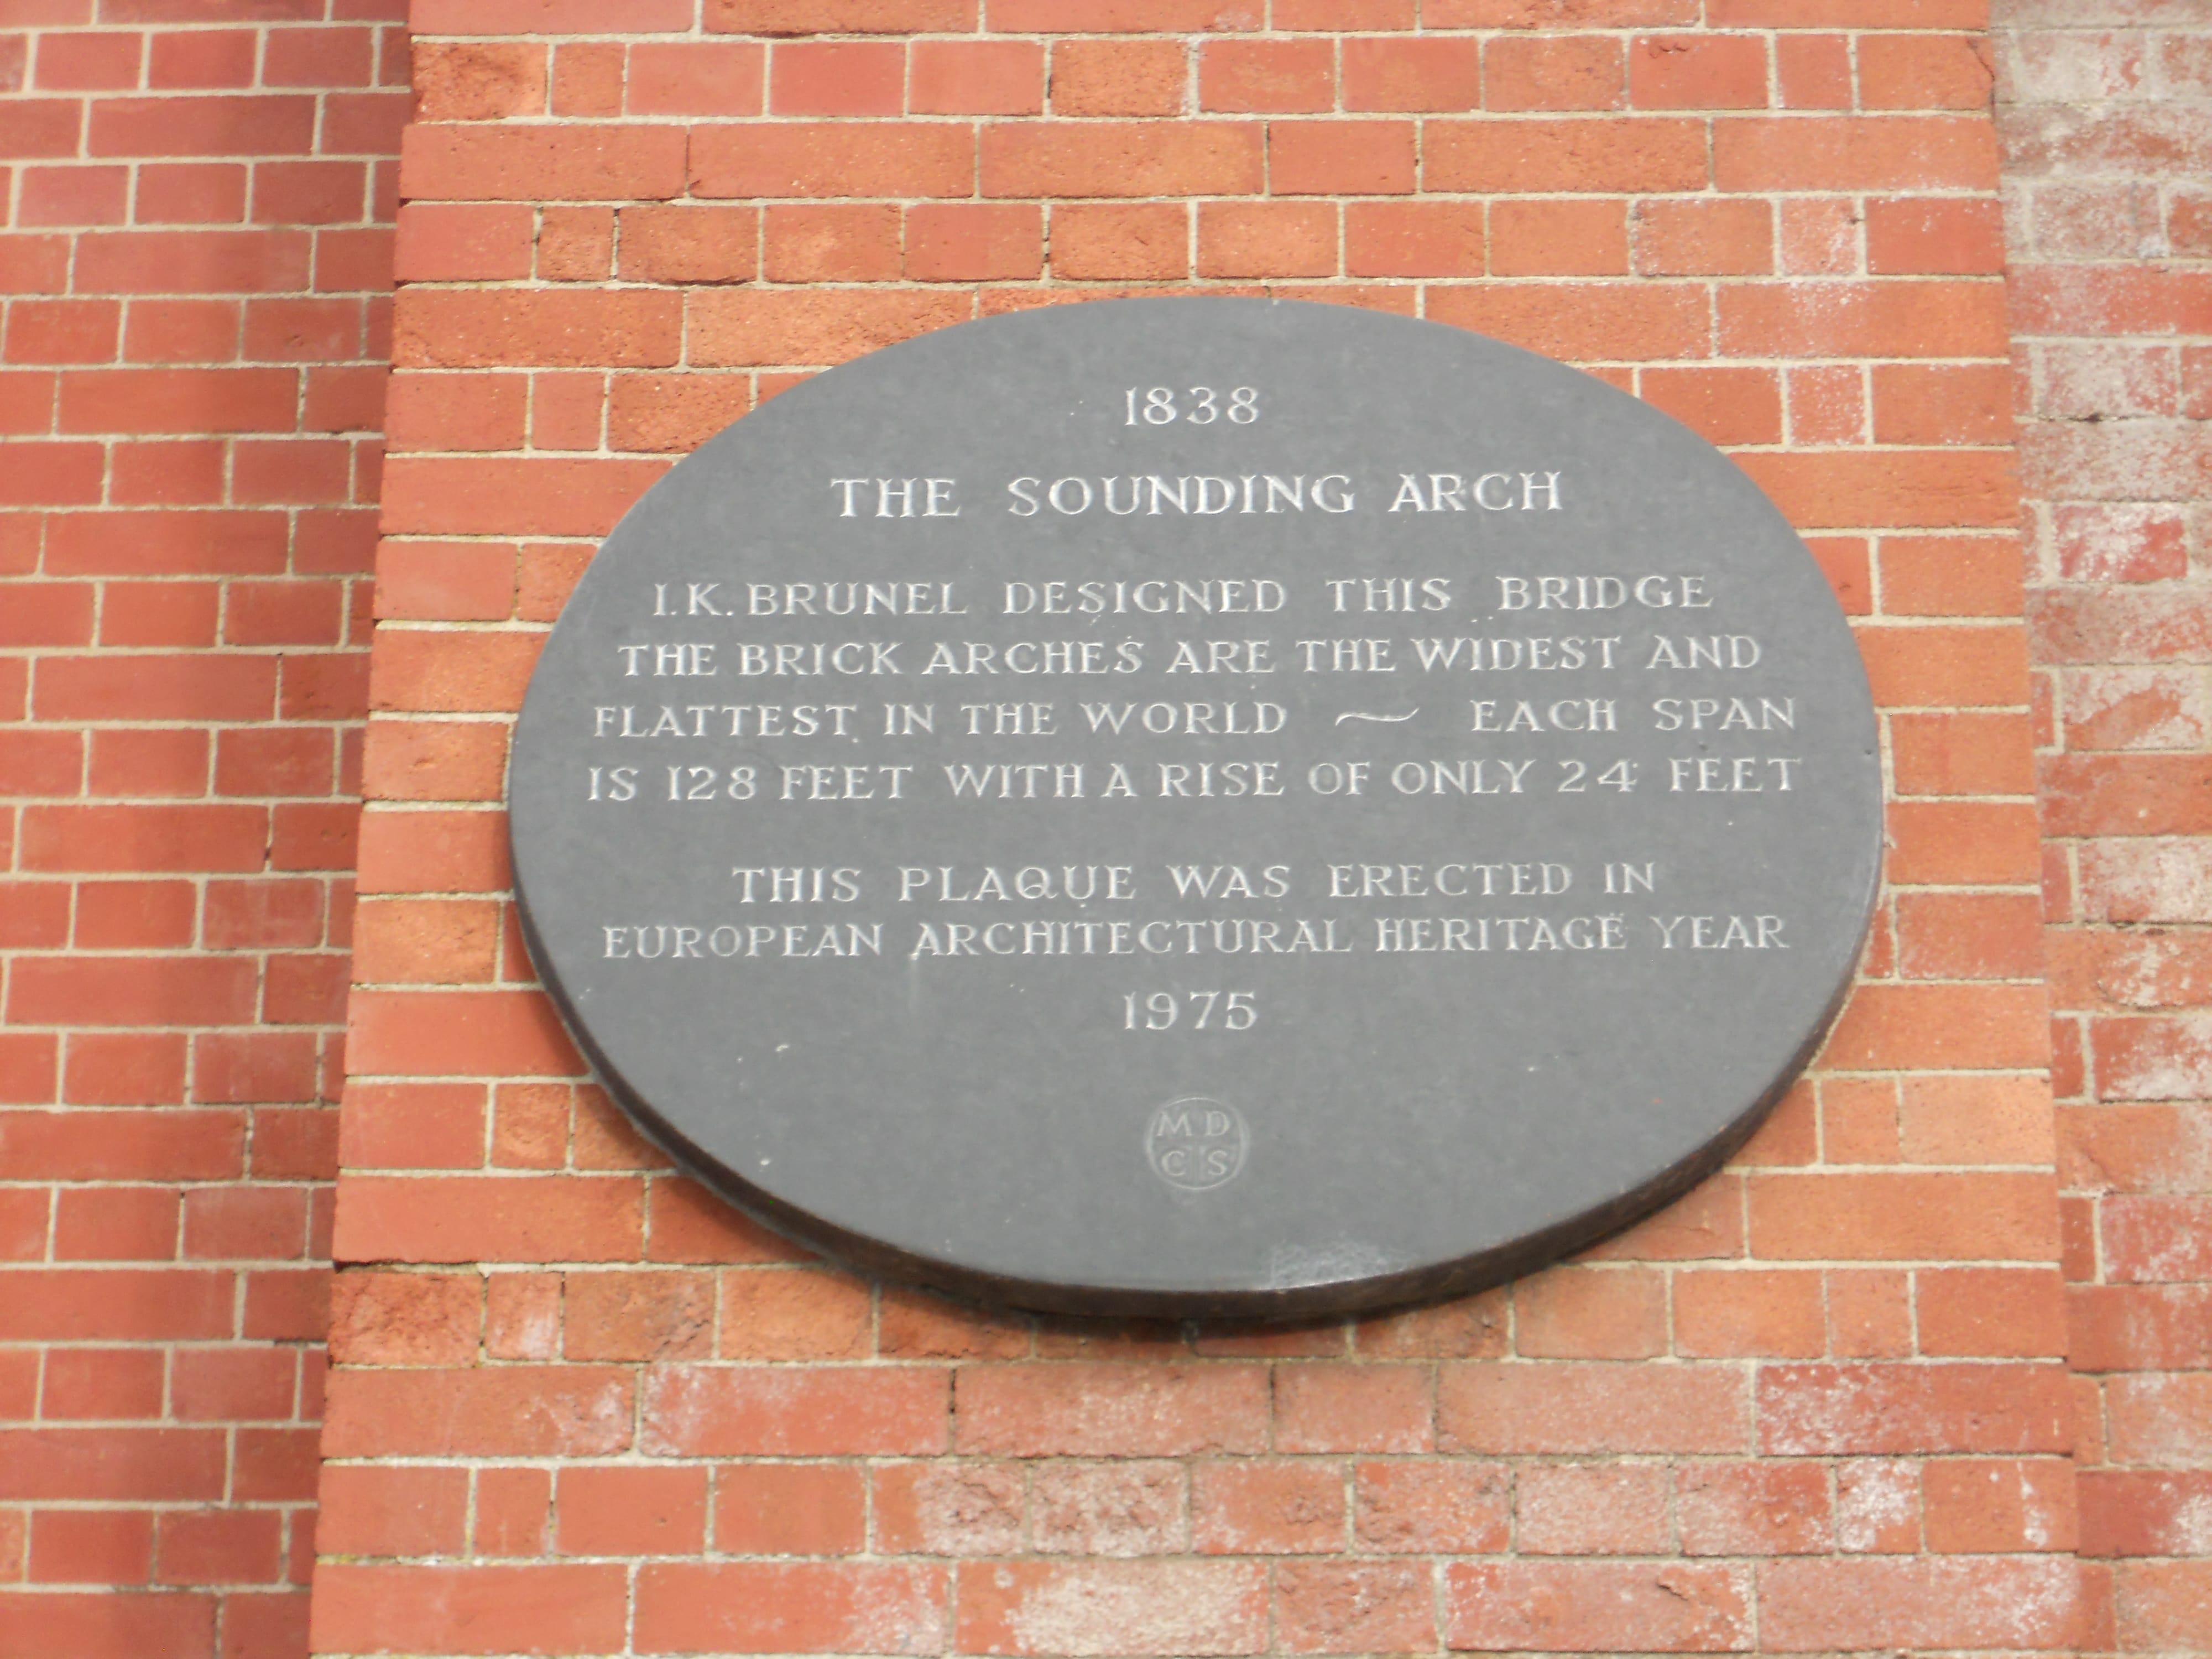 1838
THE SOUNDING ARCH
I.K. BRUNEL DESIGNED THIS BRIDGE
THE BRICK ARCHES ARE THE WIDEST AND
FLATTEST IN THE WORLD ~ EACH SPAN
IS 128 FEET WITH A RISE OF ONLY 24 FEET
THIS PLAQUE WAS ERECTED IN
EUROPEAN ARCHITECTURAL HERITAGE YEAR
1975
M D
C S